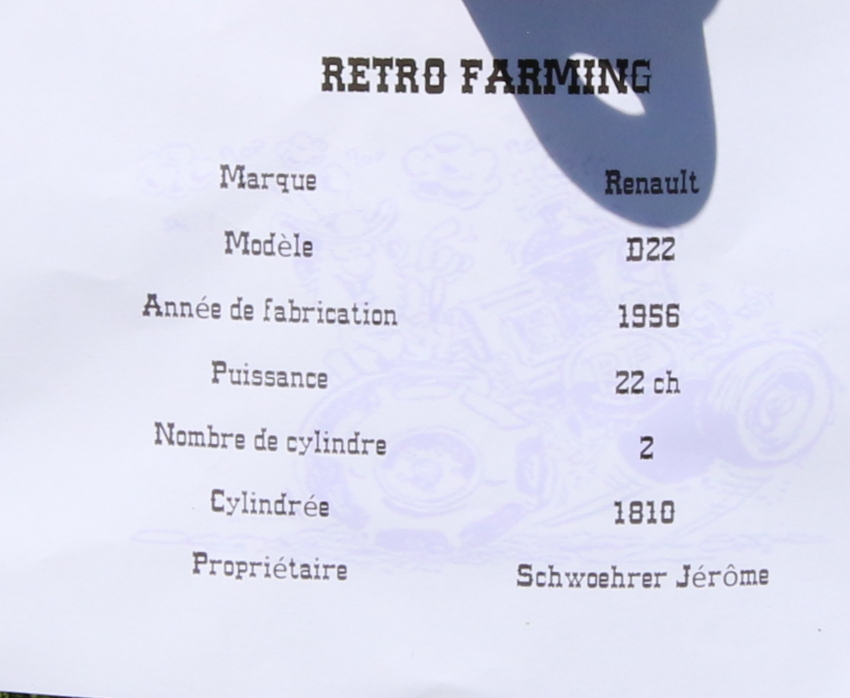 RETRO FARMING
Marque Renault
Modèle D22
Année de fabrication 1956
Puissance 22 ch
Nombre de cylindre 2
Cylindrée 1810
Propriétaire Schwoehrer Jérôme